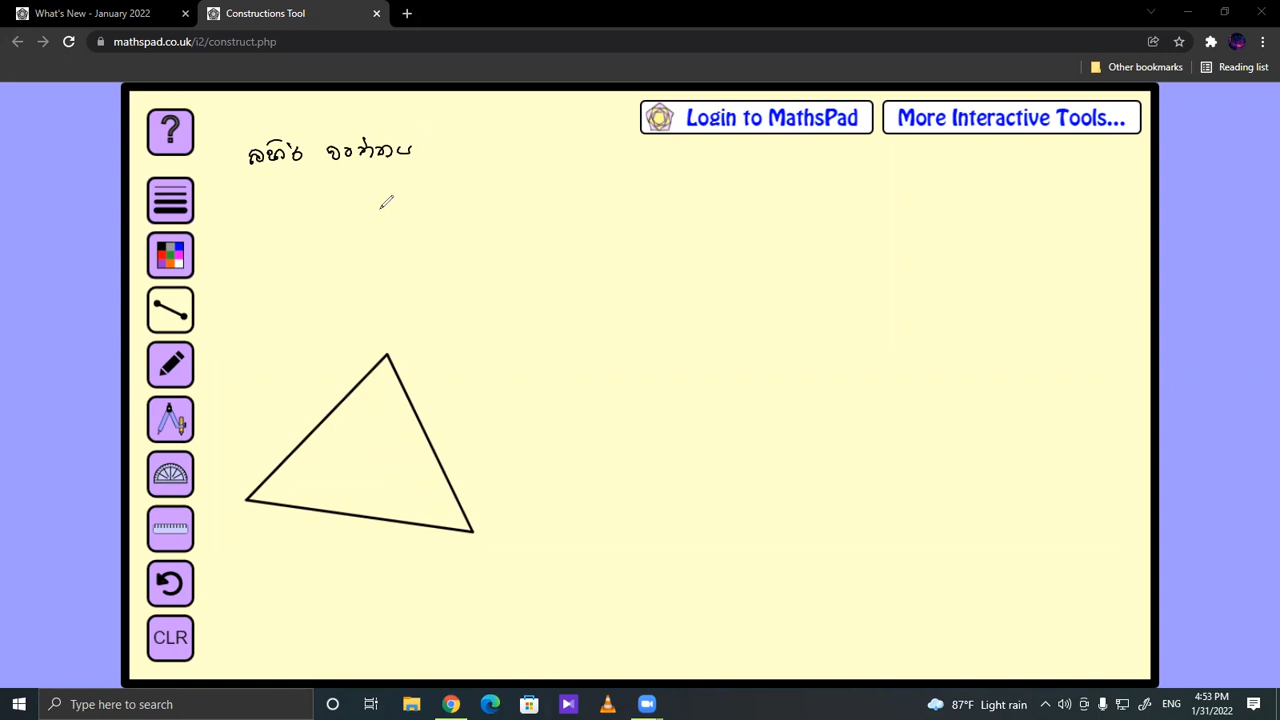 What's New - January 2022
Constructions Tool
mathspad.co.uk/i2/construct.php
Other bookmarks
Reading list
?
Login to MathsPad
More Interactive Tools...
CLR
Type here to search
87°F Light rain
ENG
4:53 PM
1/31/2022